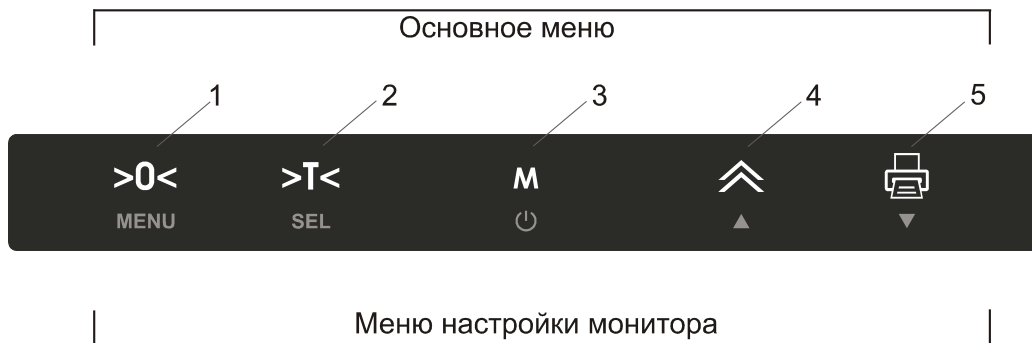 Основное меню
1 2 3 4 5
>0< >T< M
MENU SEL
Меню настройки монитора